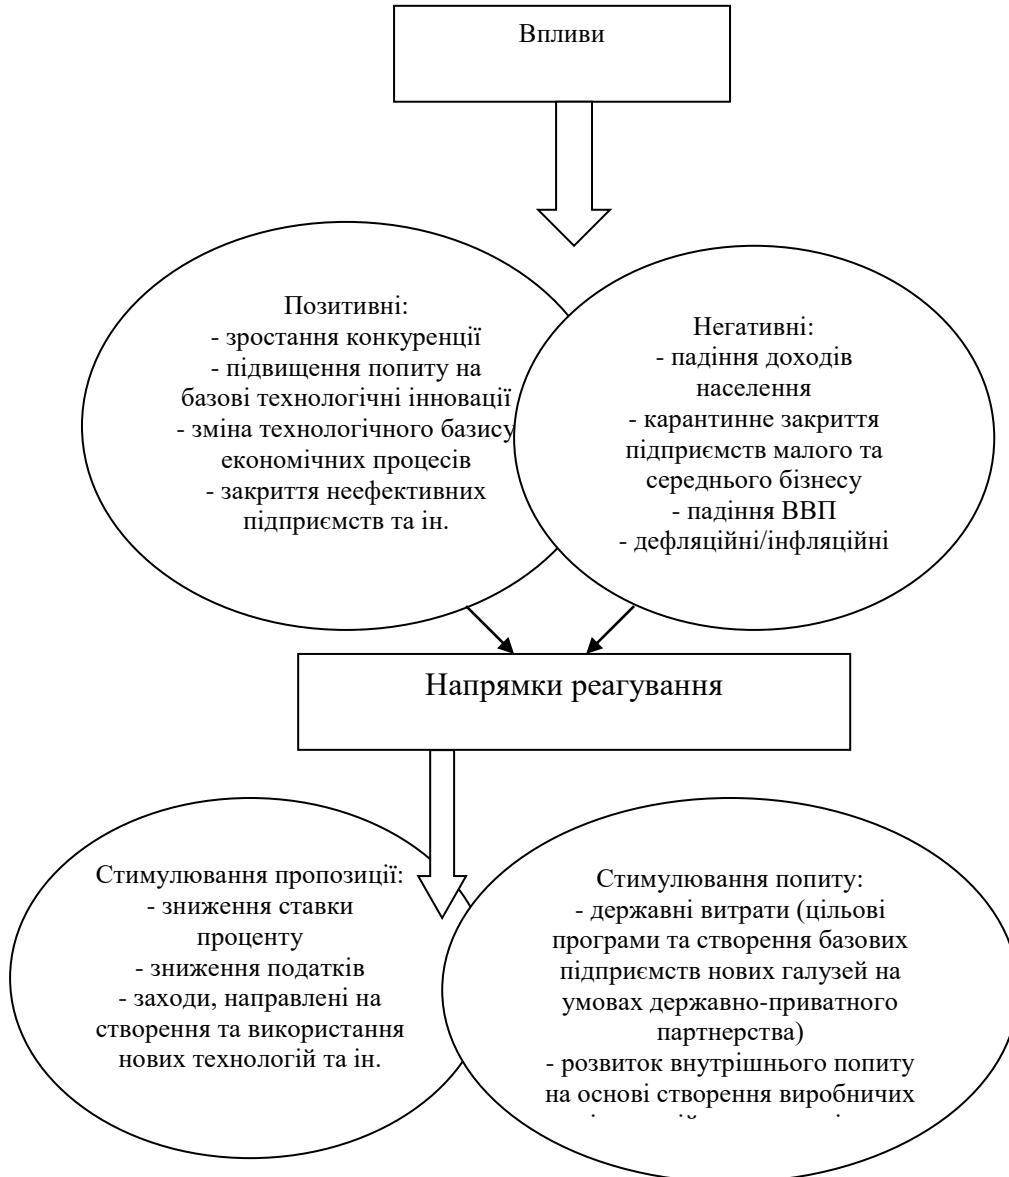 Впливи
Позитивні:
- зростання конкуренції
- підвищення попиту на
базові технологічні інновації
- зміна технологічного базису
економічних процесів
- закриття неефективних
підприємств та ін.
Негативні:
- падіння доходів
населення
- карантинне закриття
підприємств малого та
середнього бізнесу
- падіння ВВП
- дефляційні/інфляційні
Напрямки реагування
Стимулювання пропозиції:
- зниження ставки
проценту
- зниження податків
- заходи, направлені на
створення та використання
нових технологій та ін.
Стимулювання попиту:
- державні витрати (цільові
програми та створення базових
підприємств нових галузей на
умовах державно-приватного
партнерства)
- розвиток внутрішнього попиту
на основі створення виробничих